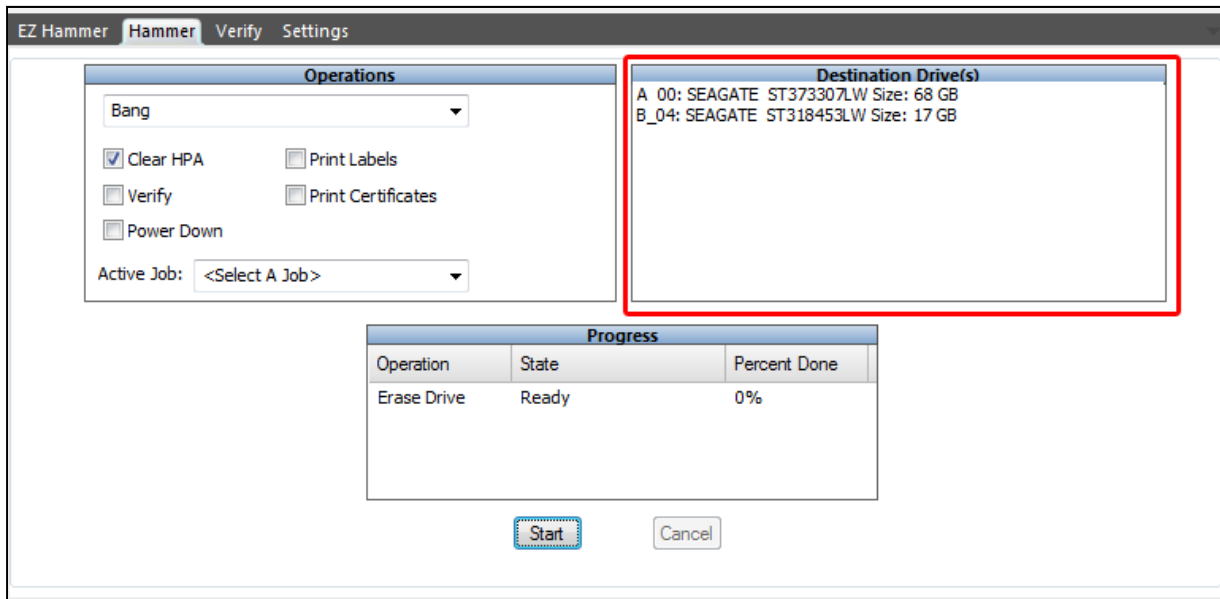 EZ Hammer Hammer Verify Settings
Operations
Bang
Clear HPA Print Labels
Verify Print Certificates
Power Down
Active Job: <Select A Job>
Destination Drive(s)
A_00: SEAGATE ST373307LW Size: 68 GB
B_04: SEAGATE ST318453LW Size: 17 GB
Progress
Operation State Percent Done
Erase Drive Ready 0%
Start Cancel